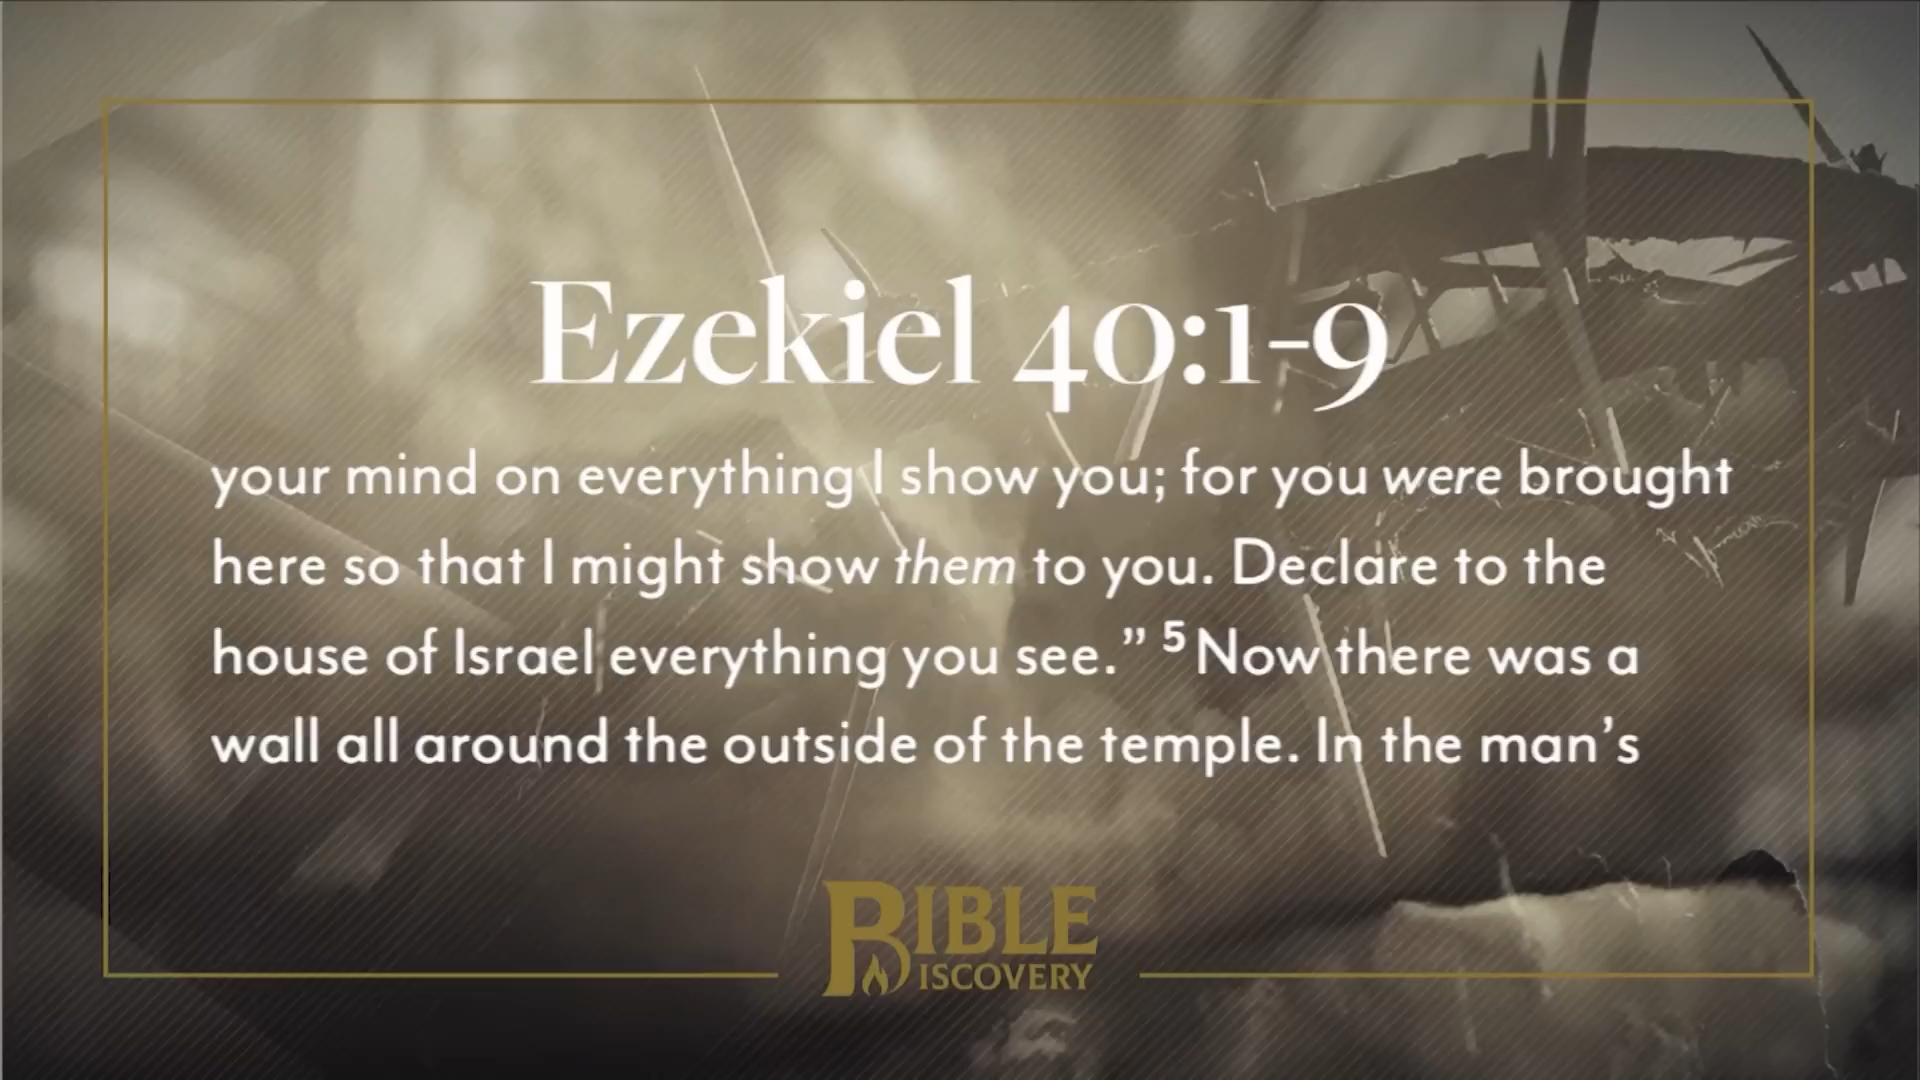 Ezekiel 40:1-9
your mind on everything I show you; for you were brought
here so that I might show them to you. Declare to the
house of Israel everything you see.” ⁵ Now there was a
wall all around the outside of the temple. In the man’s
BIBLE
DISCOVERY